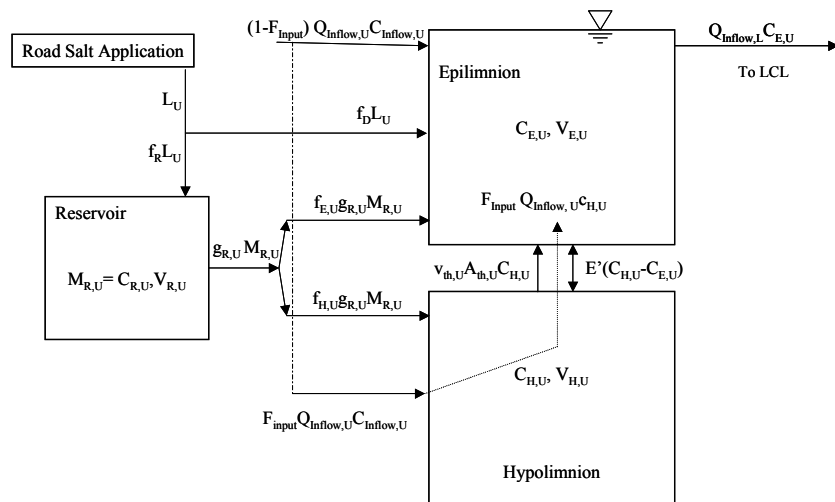 (1-F_Input) Q_Inflow,U C_Inflow,U
Q_Inflow,L C_E,U
Road Salt Application
Epilimnion
To LCL
L_U
f_D L_U
C_E,U, V_E,U
f_R L_U
Reservoir
f_E,U g_R,U M_R,U
F_Input Q_Inflow, U c_H,U
g_R,U M_R,U
M_R,U= C_R,U, V_R,U
v_th,U A_th,U C_H,U
E’(C_H,U-C_E,U)
f_H,U g_R,U M_R,U
C_H,U, V_H,U
F_input Q_Inflow,U C_Inflow,U
Hypolimnion